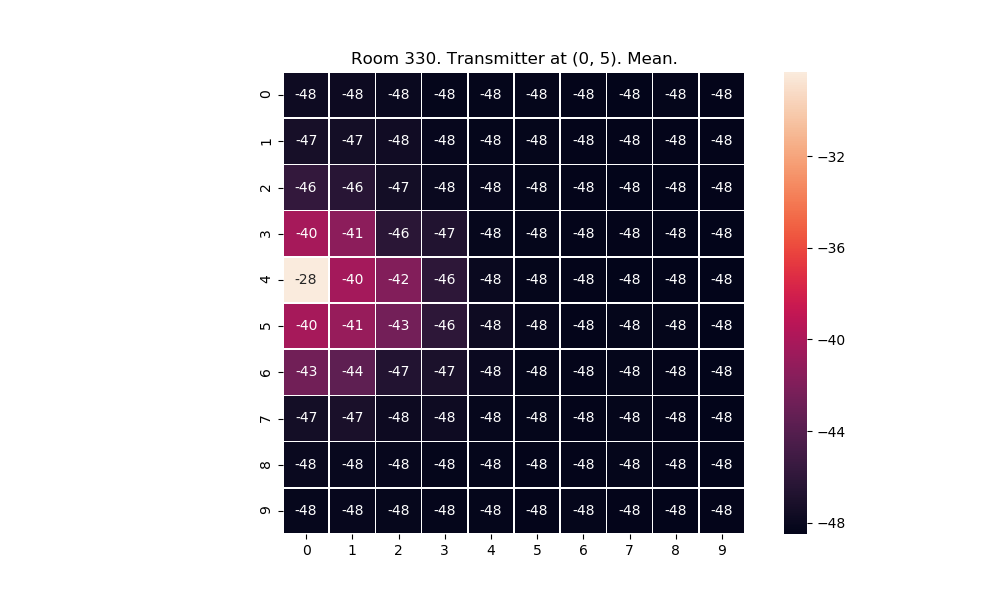 Room 330. Transmitter at (0, 5). Mean.
0 -48 -48 -48 -48 -48 -48 -48 -48 -48 -48
1 -47 -47 -48 -48 -48 -48 -48 -48 -48 -48
2 -46 -46 -47 -48 -48 -48 -48 -48 -48 -48
−32
3 -40 -41 -46 -47 -48 -48 -48 -48 -48 -48
−36
4 -28 -40 -42 -46 -48 -48 -48 -48 -48 -48
5 -40 -41 -43 -46 -48 -48 -48 -48 -48 -48
−40
6 -43 -44 -47 -47 -48 -48 -48 -48 -48 -48
7 -47 -47 -48 -48 -48 -48 -48 -48 -48 -48
−44
8 -48 -48 -48 -48 -48 -48 -48 -48 -48 -48
9 -48 -48 -48 -48 -48 -48 -48 -48 -48 -48
−48
0 1 2 3 4 5 6 7 8 9